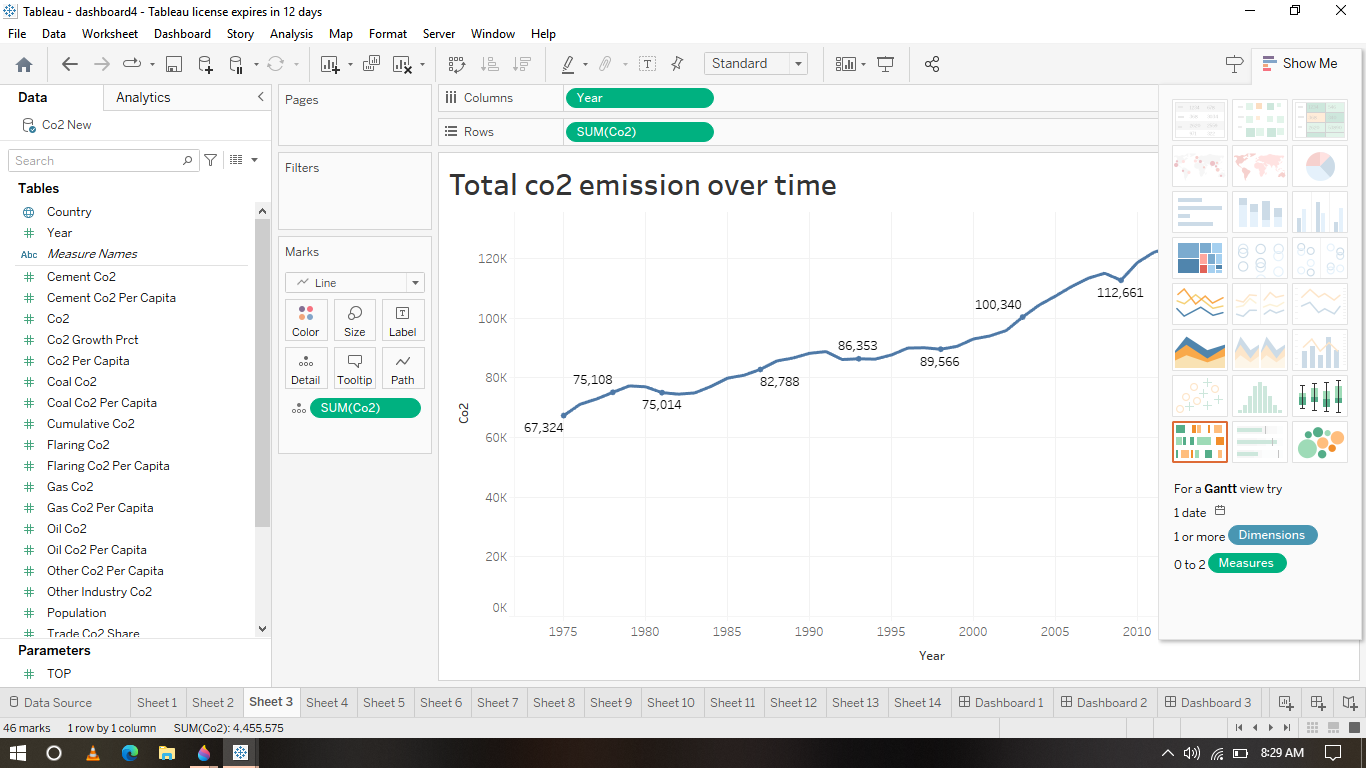 Tableau - dashboard4 - Tableau license expires in 12 days
File Data Worksheet Dashboard Story Analysis Map Format Server Window Help
Standard
Show Me
Data Analytics
Co2 New
Search
Tables
Country
Year
Abc Measure Names
Cement Co2
Cement Co2 Per Capita
Co2
Co2 Growth Prct
Co2 Per Capita
Coal Co2
Coal Co2 Per Capita
Cumulative Co2
Flaring Co2
Flaring Co2 Per Capita
Gas Co2
Gas Co2 Per Capita
Oil Co2
Oil Co2 Per Capita
Other Co2 Per Capita
Other Industry Co2
Population
Trade Co2 Share
Parameters
TOP
Pages
Filters
Marks
Line
Color Size Label
Detail Tooltip Path
SUM(Co2)
Columns Year
Rows SUM(Co2)
Total co2 emission over time
Co2
120K
100K
80K
60K
40K
20K
0K
67,324
75,108
75,014
82,788
86,353
89,566
100,340
112,661
1975 1980 1985 1990 1995 2000 2005 2010
Year
For a Gantt view try
1 date
1 or more Dimensions
0 to 2 Measures
Data Source Sheet 1 Sheet 2 Sheet 3 Sheet 4 Sheet 5 Sheet 6 Sheet 7 Sheet 8 Sheet 9 Sheet 10 Sheet 11 Sheet 12 Sheet 13 Sheet 14 Dashboard 1 Dashboard 2 Dashboard 3
46 marks 1 row by 1 column SUM(Co2): 4,455,575
8:29 AM